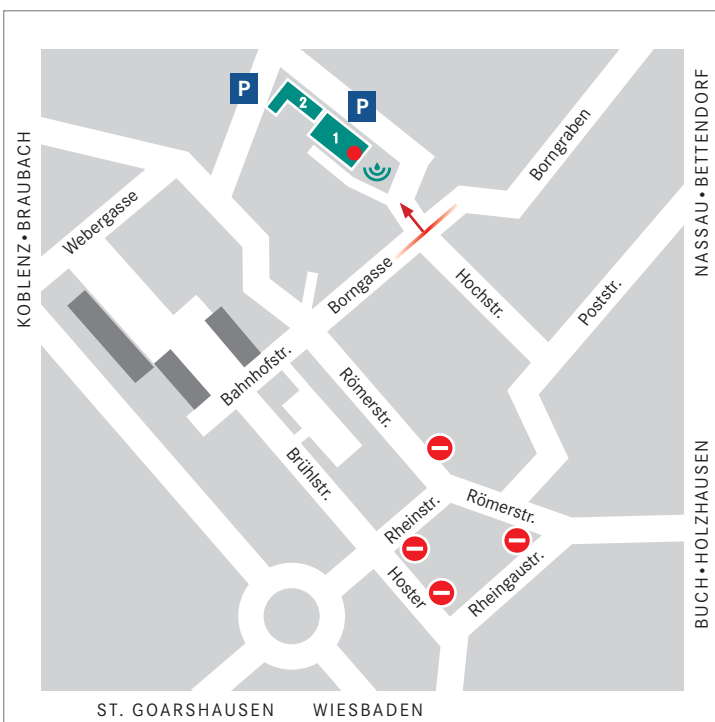 P
2
P
1
Borngraben
NASSAU•BETTENDORF
KOBLENZ•BRAUBACH
Webergasse
Borngasse
Hochstr.
Poststr.
Bahnhofstr.
Römerstr.
Brühlstr.
Rheinstr.
Römerstr.
Hoster
Rheingaustr.
BUCH•HOLZHAUSEN
ST. GOARSHAUSEN
WIESBADEN